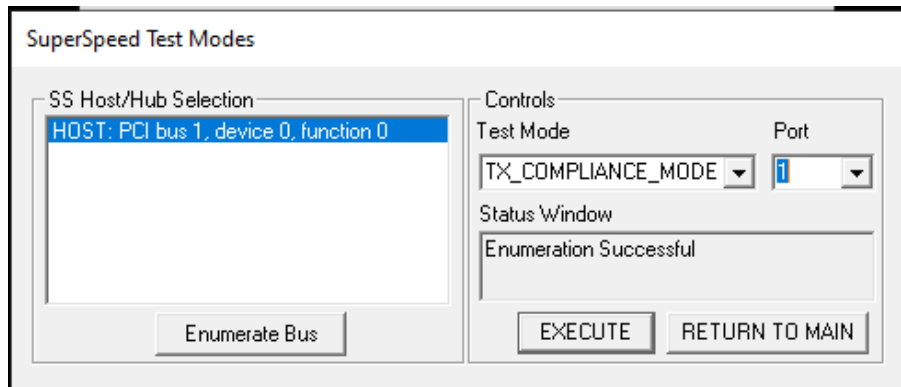 SuperSpeed Test Modes
SS Host/Hub Selection
HOST: PCI bus 1, device 0, function 0
Enumerate Bus
Controls
Test Mode
Port
TX_COMPLIANCE_MODE
1
Status Window
Enumeration Successful
EXECUTE
RETURN TO MAIN